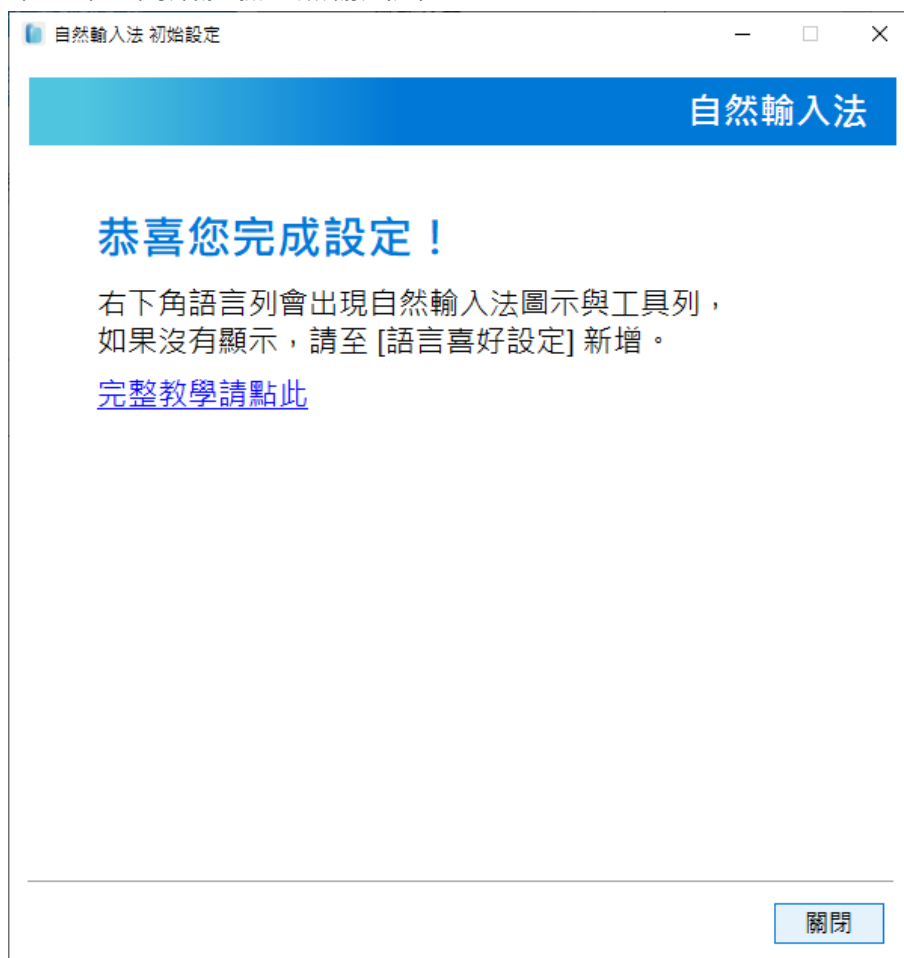 自然輸入法 初始設定
自然輸入法
恭喜您完成設定！
右下角語言列會出現自然輸入法圖示與工具列，
如果沒有顯示，請至 [語言喜好設定] 新增。
完整教學請點此
關閉